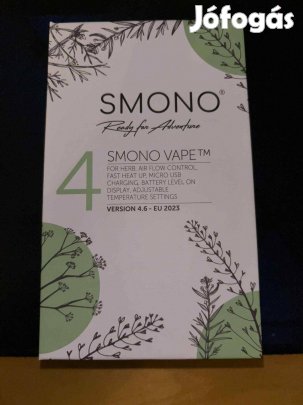 Jófogás
SMONO®
Ready for Adventure
4
SMONO VAPE™
FOR HERB, AIR FLOW CONTROL,
FAST HEAT UP, MICRO USB
CHARGING, BATTERY LEVEL ON
DISPLAY, ADJUSTABLE
TEMPERATURE SETTINGS
VERSION 4.6 - EU 2023